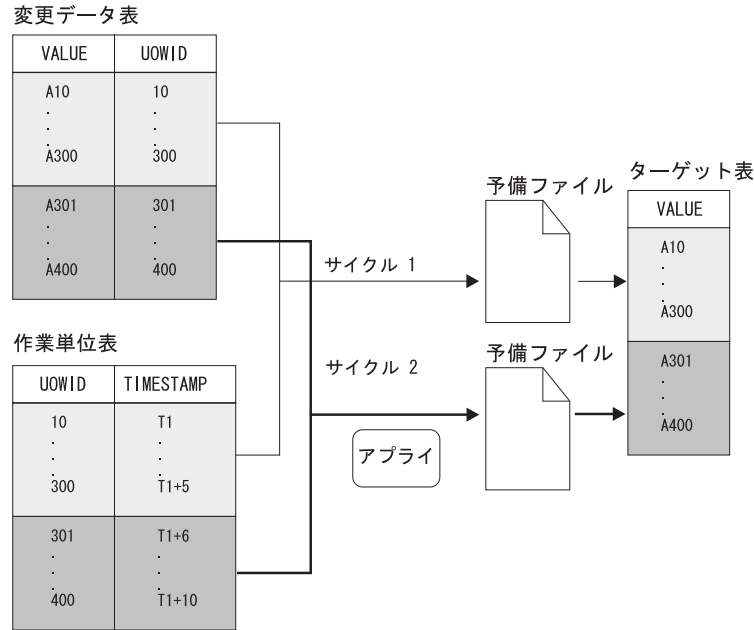 変更データ表
VALUE UOWID
A10 10
. .
. .
. .
A300 300
A301 301
. .
. .
A400 400
作業単位表
UOWID TIMESTAMP
10 T1
. .
. .
. .
300 T1+5
301 T1+6
. .
. .
. .
400 T1+10
サイクル 1
サイクル 2
アプライ
予備ファイル
予備ファイル
ターゲット表
VALUE
A10
.
.
.
A300
A301
.
.
A400